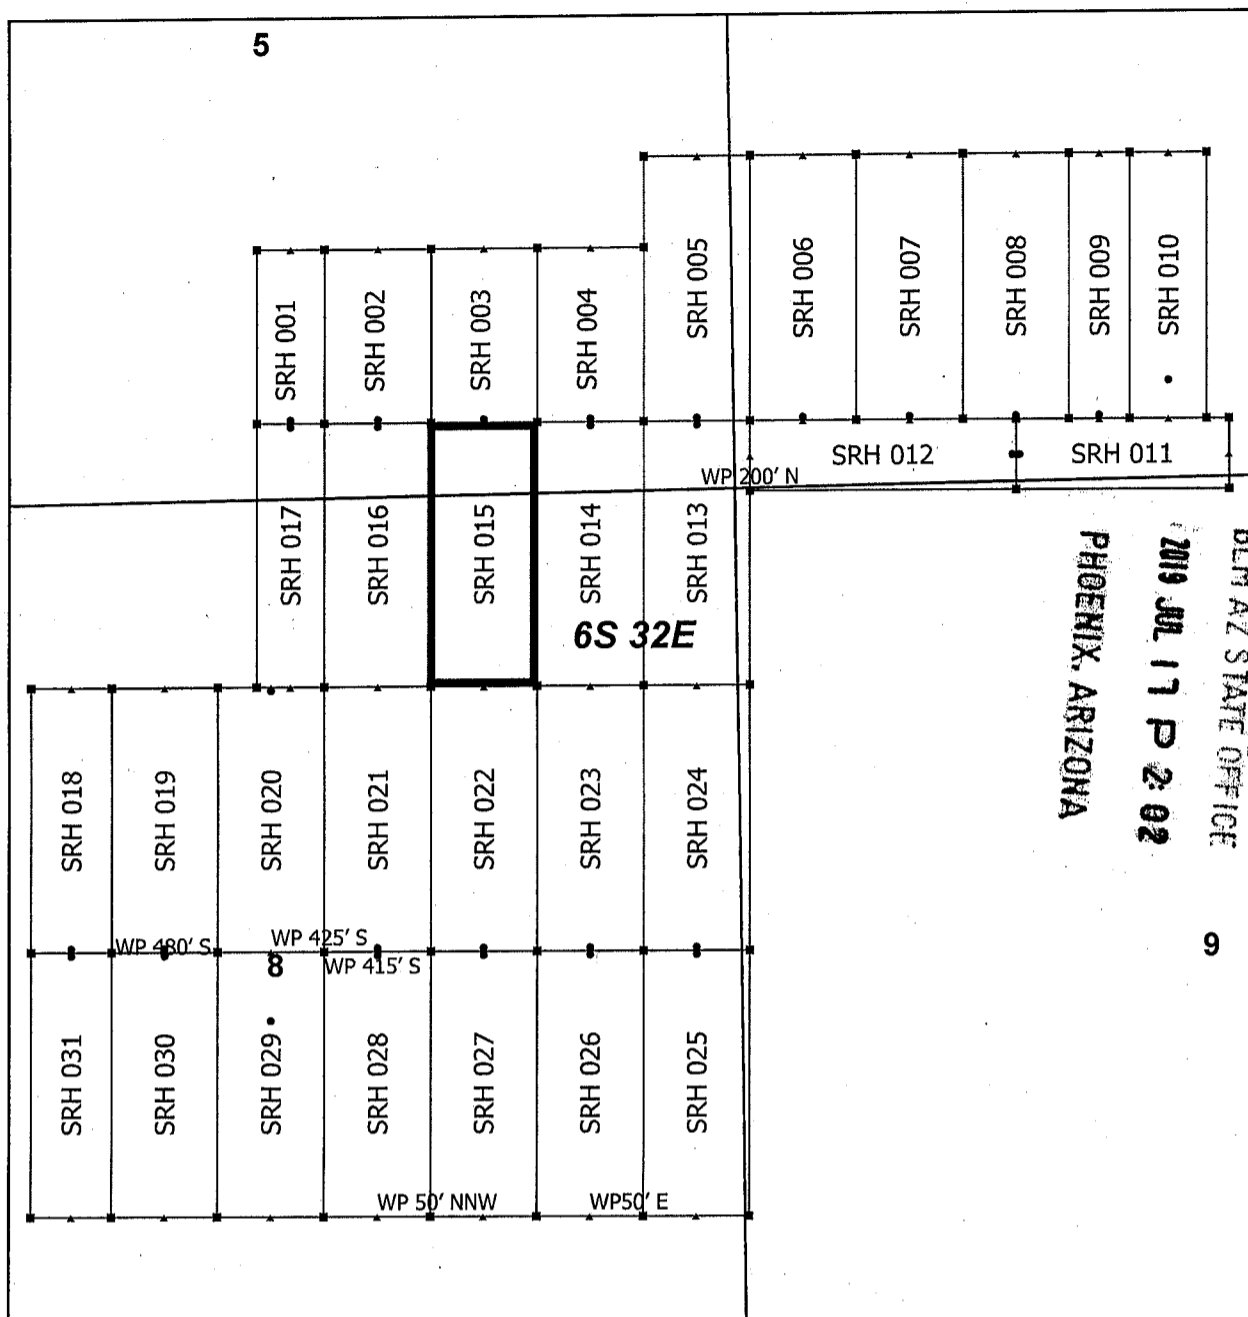 5
SRH 001
SRH 002
SRH 003
SRH 004
SRH 005
SRH 006
SRH 007
SRH 008
SRH 009
SRH 010
SRH 012
SRH 011
WP 200' N
SRH 017
SRH 016
SRH 015
SRH 014
SRH 013
6S 32E
BLM AZ STATE OFFICE
2019 JUL 17 P 2:02
PHOENIX, ARIZONA
SRH 018
SRH 019
SRH 020
SRH 021
SRH 022
SRH 023
SRH 024
WP 480' S
WP 425' S
WP 415' S
8
9
SRH 031
SRH 030
SRH 029
SRH 028
SRH 027
SRH 026
SRH 025
WP 50' NNW
WP50' E